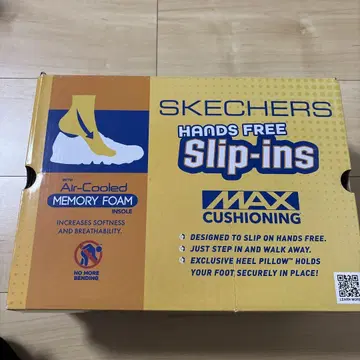 SKECHERS
HANDS FREE
Slip-ins
MAX
CUSHIONING
DESIGNED TO SLIP ON HANDS FREE.
JUST STEP IN AND WALK AWAY.
EXCLUSIVE HEEL PILLOW™ HOLDS
YOUR FOOT SECURELY IN PLACE!
WITH
Air-Cooled
MEMORY FOAM
INSOLE
INCREASES SOFTNESS
AND BREATHABILITY.
NO MORE
BENDING
LEARN MORE